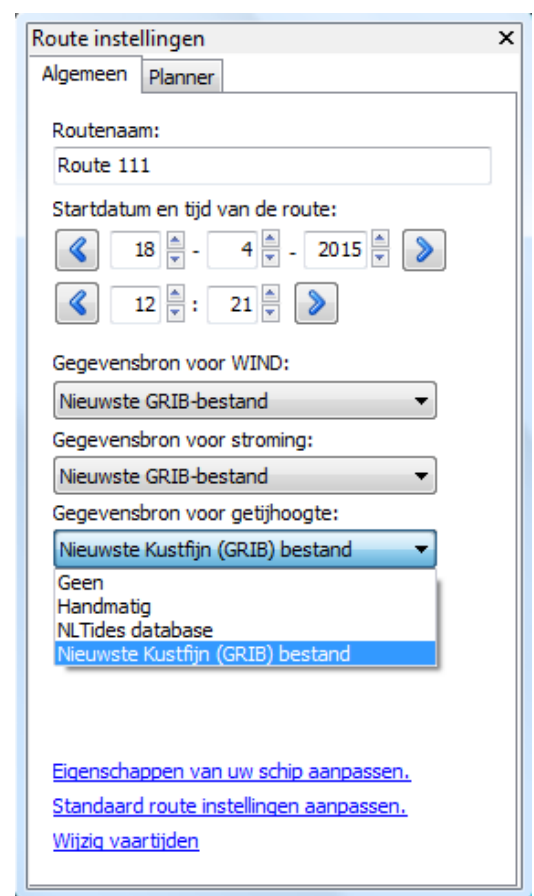 Route instellingen
Algemeen Planner
Routenaam:
Route 111
Startdatum en tijd van de route:
18 - 4 - 2015
12 : 21
Gegevensbron voor WIND:
Nieuwste GRIB-bestand
Gegevensbron voor stroming:
Nieuwste GRIB-bestand
Gegevensbron voor getijhoogte:
Nieuwste Kustfijn (GRIB) bestand
Geen
Handmatig
NLTides database
Nieuwste Kustfijn (GRIB) bestand
Eigenschappen van uw schip aanpassen.
Standaard route instellingen aanpassen.
Wijzig vaartijden